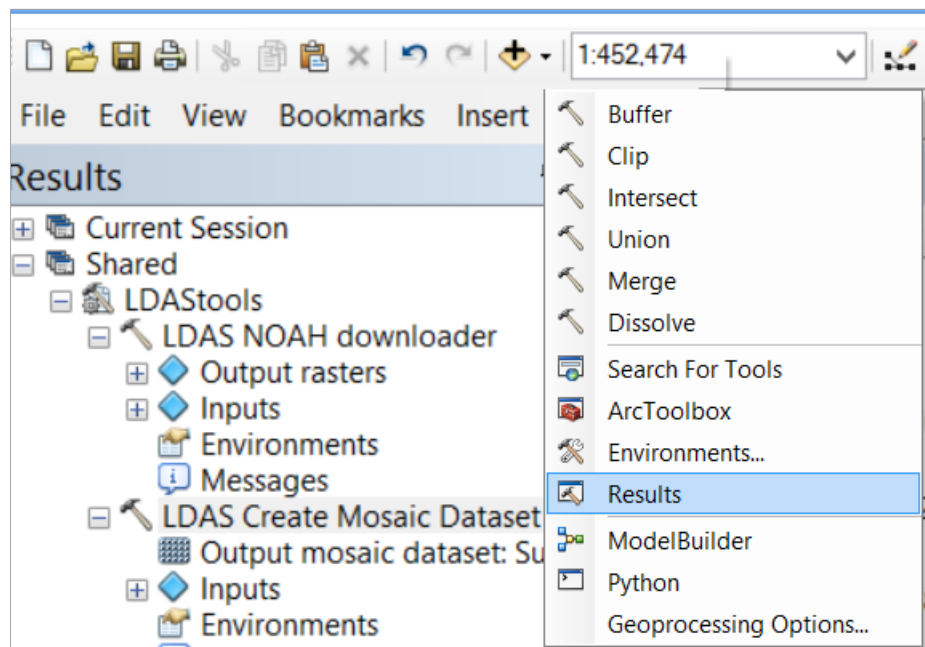 1:452,474
File Edit View Bookmarks Insert
Results
Current Session
Shared
LDAStools
LDAS NOAH downloader
Output rasters
Inputs
Environments
Messages
LDAS Create Mosaic Dataset
Output mosaic dataset: Su
Inputs
Environments
Buffer
Clip
Intersect
Union
Merge
Dissolve
Search For Tools
ArcToolbox
Environments...
Results
ModelBuilder
Python
Geoprocessing Options...